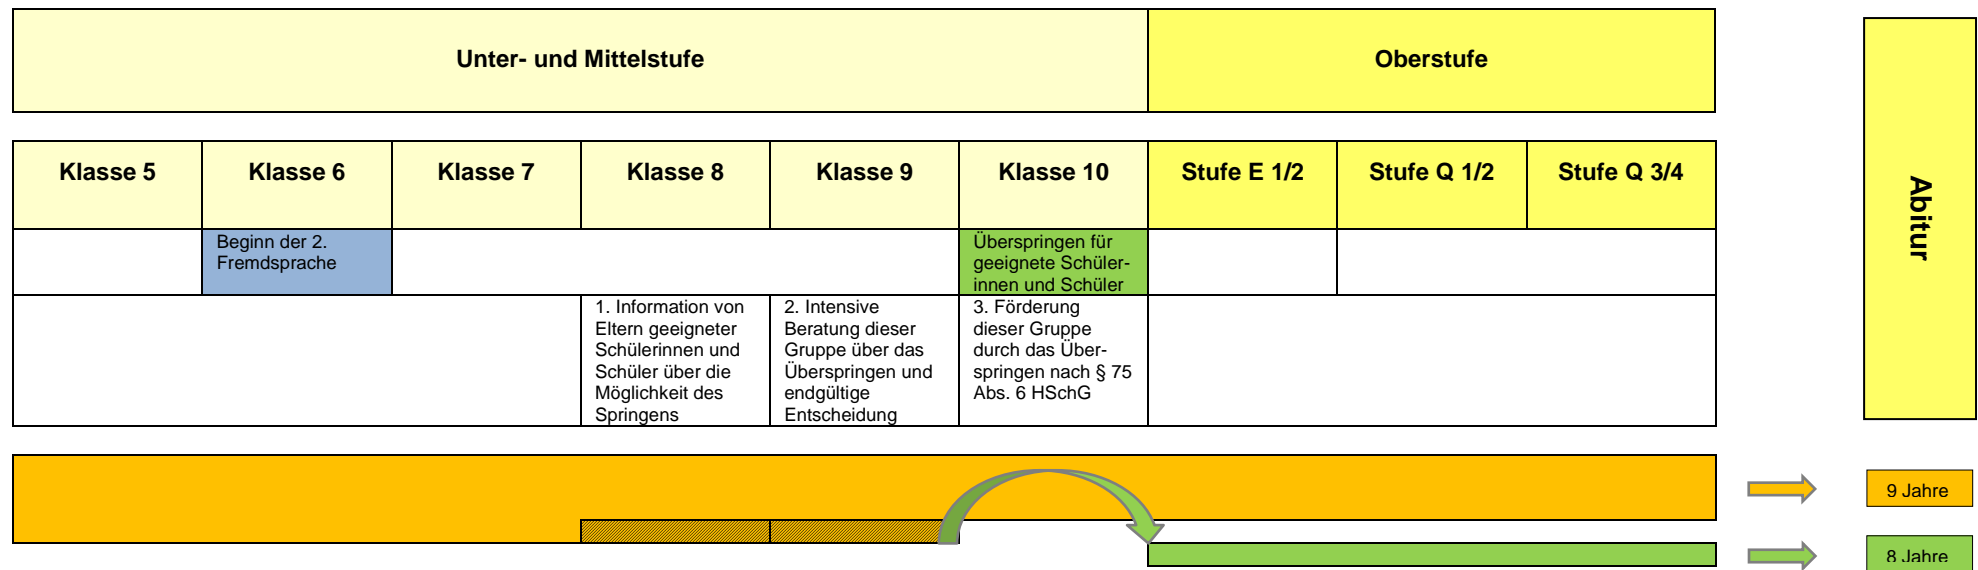 Unter- und Mittelstufe
Oberstufe
Klasse 5
Klasse 6
Klasse 7
Klasse 8
Klasse 9
Klasse 10
Stufe E 1/2
Stufe Q 1/2
Stufe Q 3/4
Abitur
Beginn der 2.
Fremdsprache
Überspringen für
geeignete Schüler-
innen und Schüler
1. Information von
Eltern geeigneter
Schülerinnen und
Schüler über die
Möglichkeit des
Springens
2. Intensive
Beratung dieser
Gruppe über das
Überspringen und
endgültige
Entscheidung
3. Förderung
dieser Gruppe
durch das Über-
springen nach § 75
Abs. 6 HSchG
9 Jahre
8 Jahre